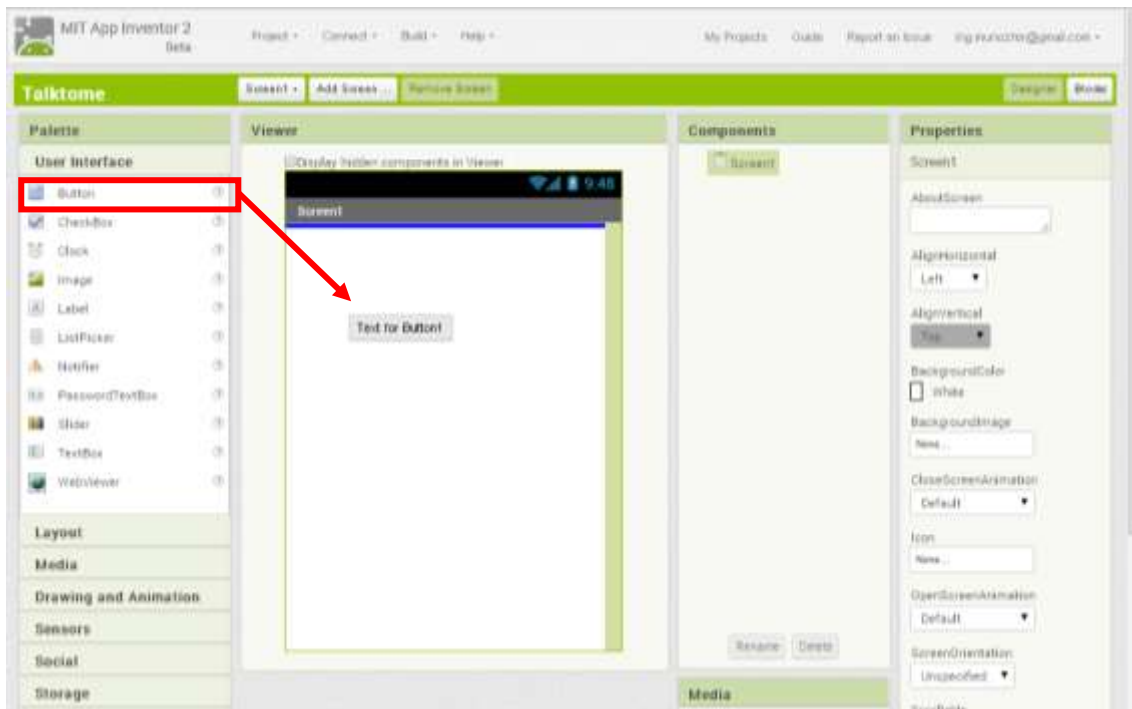 MIT App Inventor 2
Beta
Project
Connect
Build
Help
My Projects
Guide
Report an Issue
Talktome
Screen1
Add Screen ...
Remove Screen
Designer
Blocks
Palette
User Interface
Button
CheckBox
Clock
Image
Label
ListPicker
Notifier
PasswordTextBox
Slider
TextBox
WebViewer
Layout
Media
Drawing and Animation
Sensors
Social
Storage
Viewer
Display hidden components in Viewer
9:48
Screen1
Text for Button1
Components
Screen1
Rename
Delete
Media
Properties
Screen1
AboutScreen
AlignHorizontal
Left
AlignVertical
Top
BackgroundColor
White
BackgroundImage
None...
CloseScreenAnimation
Default
Icon
None...
OpenScreenAnimation
Default
ScreenOrientation
Unspecified